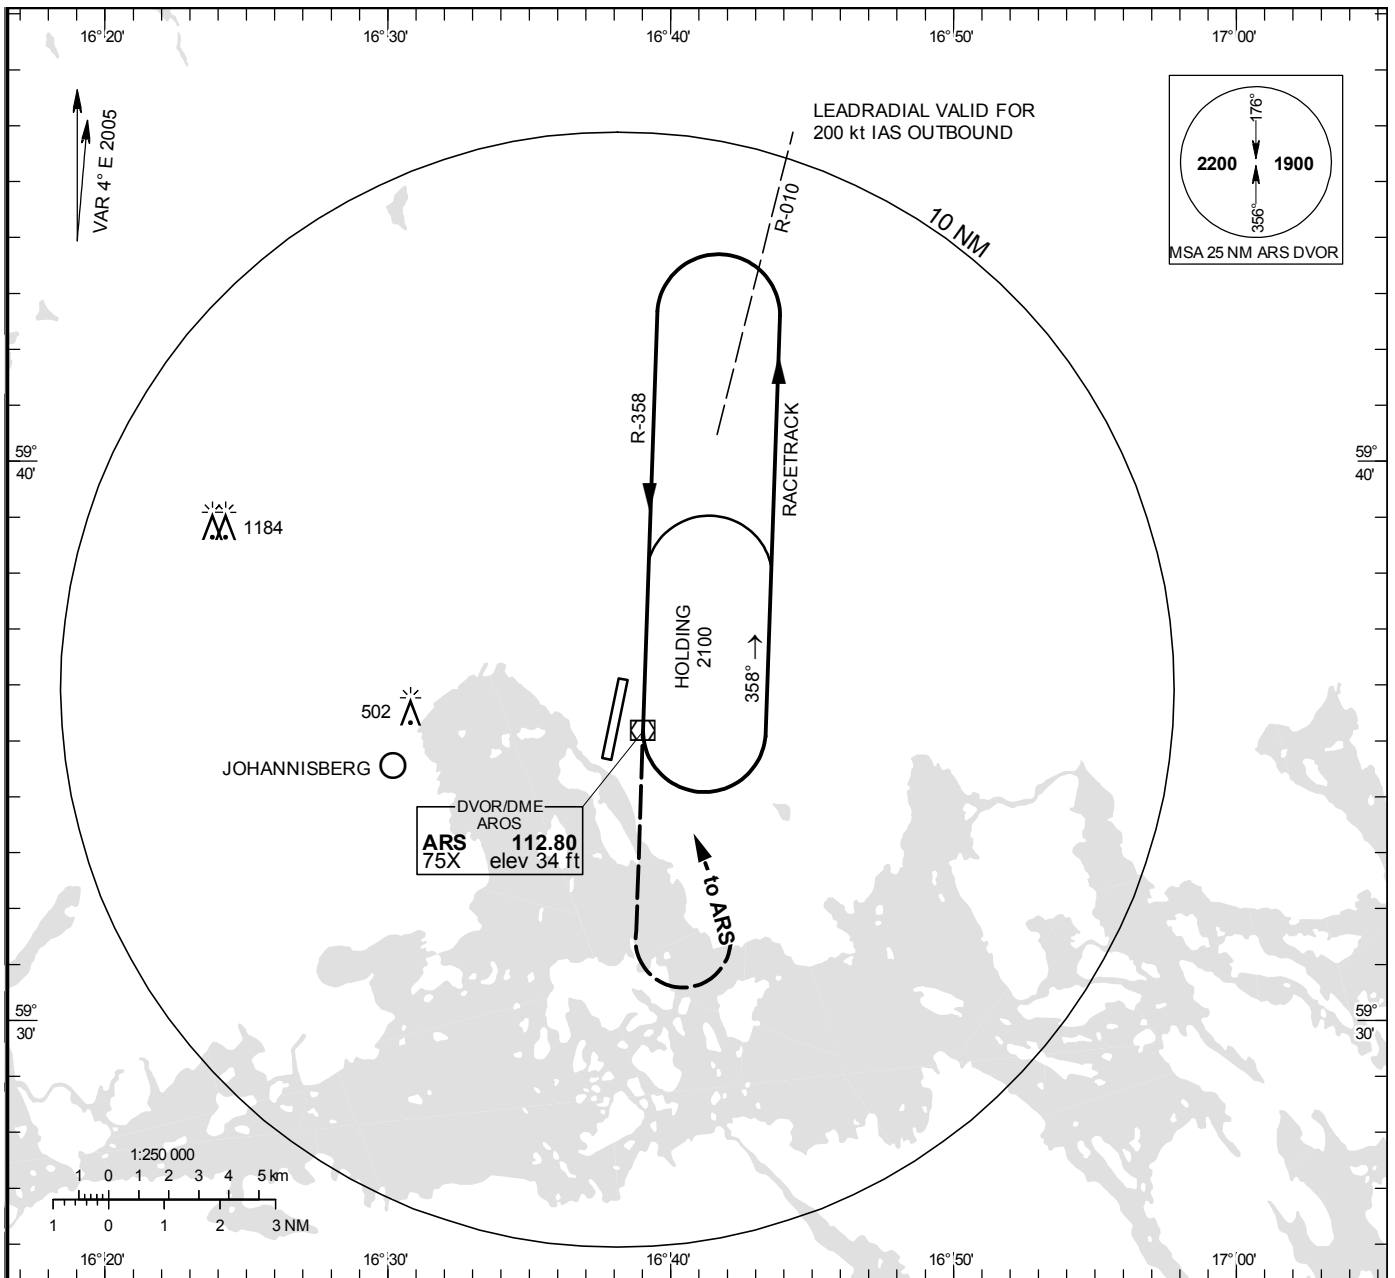 16°20'
16°30'
16°40'
16°50'
17°00'
VAR 4° E 2005
LEADRADIAL VALID FOR
200 kt IAS OUTBOUND
R-010
10 NM
176°
2200
1900
356°
MSA 25 NM ARS DVOR
R-358
RACETRACK
59°
40'
59°
40'
1184
HOLDING
2100
358° →
502
JOHANNISBERG
DVOR/DME
AROS
ARS 112.80
75X elev 34 ft
to ARS
59°
30'
59°
30'
1:250 000
1 0 1 2 3 4 5 km
1 0 1 2 3 NM
16°20'
16°30'
16°40'
16°50'
17°00'